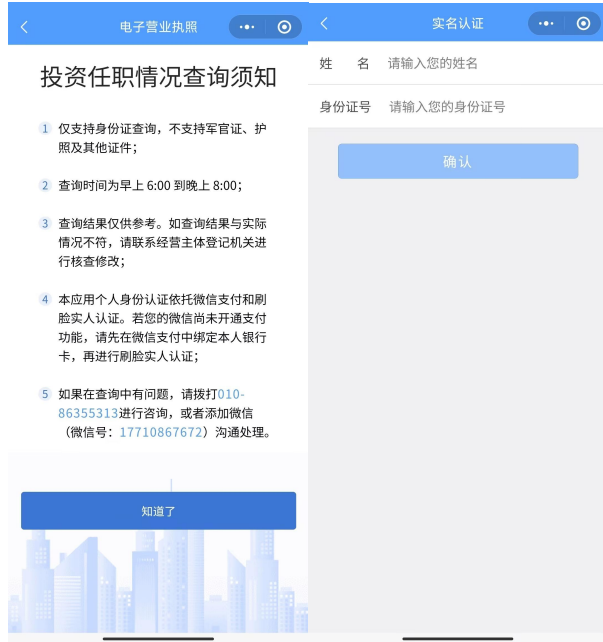 电子营业执照
投资任职情况查询须知
1 仅支持身份证查询，不支持军官证、护
照及其他证件；
2 查询时间为早上 6:00 到晚上 8:00；
3 查询结果仅供参考。如查询结果与实际
情况不符，请联系经营主体登记机关进
行核查修改；
4 本应用个人身份认证依托微信支付和刷
脸实人认证。若您的微信尚未开通支付
功能，请先在微信支付中绑定本人银行
卡，再进行刷脸实人认证；
5 如果在查询中有问题，请拨打010-
86355313进行咨询，或者添加微信
（微信号：17710867672）沟通处理。
知道了
实名认证
姓 名 请输入您的姓名
身份证号 请输入您的身份证号
确认